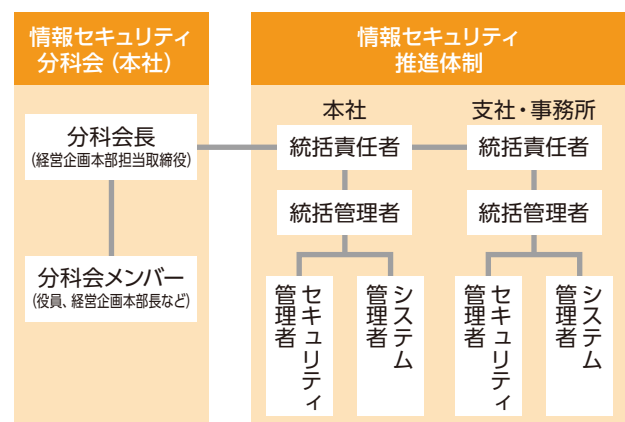 情報セキュリティ
分科会（本社）
分科会長
(経営企画本部担当取締役)
分科会メンバー
(役員、経営企画本部長など)
情報セキュリティ
推進体制
本社
統括責任者
統括管理者
セキュリティ
管理者
システム
管理者
支社・事務所
統括責任者
統括管理者
セキュリティ
管理者
システム
管理者